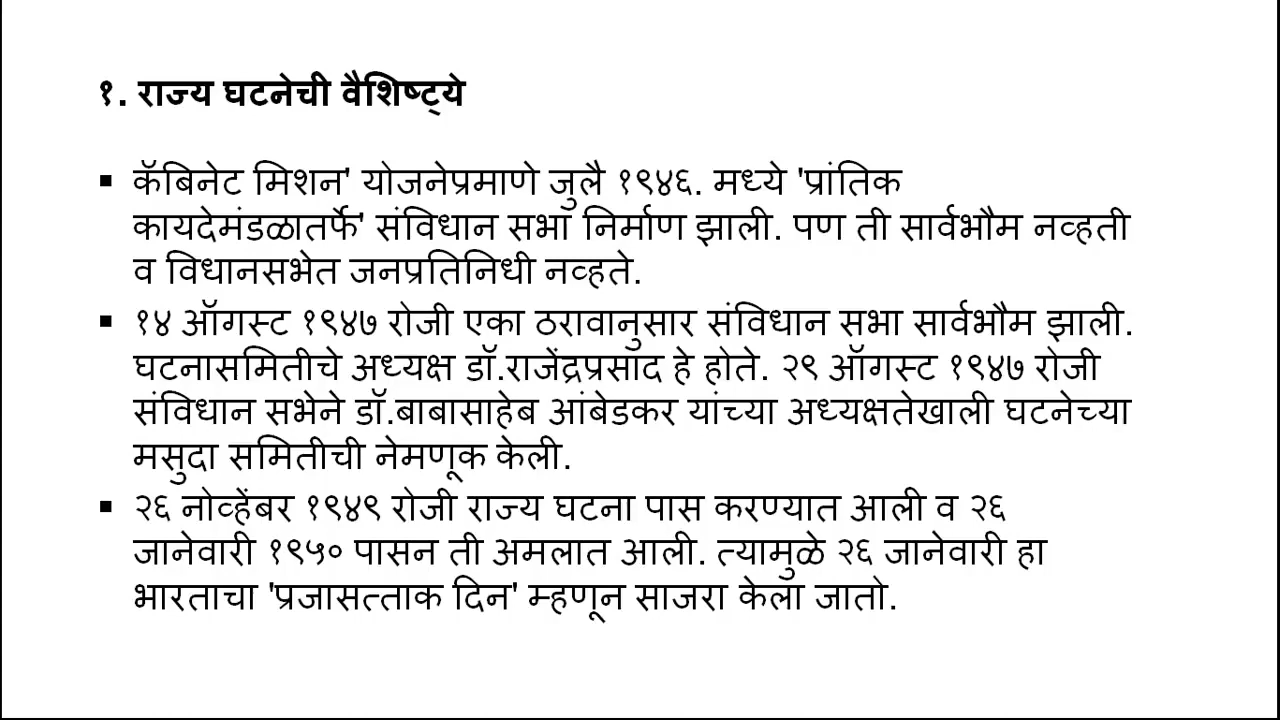 १. राज्य घटनेची वैशिष्ट्ये
▪ कॅबिनेट मिशन' योजनेप्रमाणे जुलै १९४६. मध्ये 'प्रांतिक
कायदेमंडळातर्फे' संविधान सभा निर्माण झाली. पण ती सार्वभौम नव्हती
व विधानसभेत जनप्रतिनिधी नव्हते.
▪ १४ ऑगस्ट १९४७ रोजी एका ठरावानुसार संविधान सभा सार्वभौम झाली.
घटनासमितीचे अध्यक्ष डॉ.राजेंद्रप्रसाद हे होते. २९ ऑगस्ट १९४७ रोजी
संविधान सभेने डॉ.बाबासाहेब आंबेडकर यांच्या अध्यक्षतेखाली घटनेच्या
मसुदा समितीची नेमणूक केली.
▪ २६ नोव्हेंबर १९४९ रोजी राज्य घटना पास करण्यात आली व २६
जानेवारी १९५० पासन ती अमलात आली. त्यामुळे २६ जानेवारी हा
भारताचा 'प्रजासत्ताक दिन' म्हणून साजरा केला जातो.